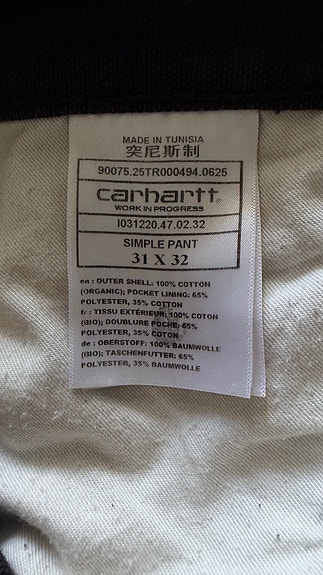 MADE IN TUNISIA
突尼斯制
90075.25TR000494.0625
carhartt®
WORK IN PROGRESS
I031220.47.02.32
SIMPLE PANT
31 X 32
en : OUTER SHELL: 100% COTTON
(ORGANIC); POCKET LINING: 65%
POLYESTER, 35% COTTON
fr : TISSU EXTÉRIEUR: 100% COTON
(BIO); DOUBLURE POCHE: 65%
POLYESTER, 35% COTON
de : OBERSTOFF: 100% BAUMWOLLE
(BIO); TASCHENFUTTER: 65%
POLYESTER, 35% BAUMWOLLE